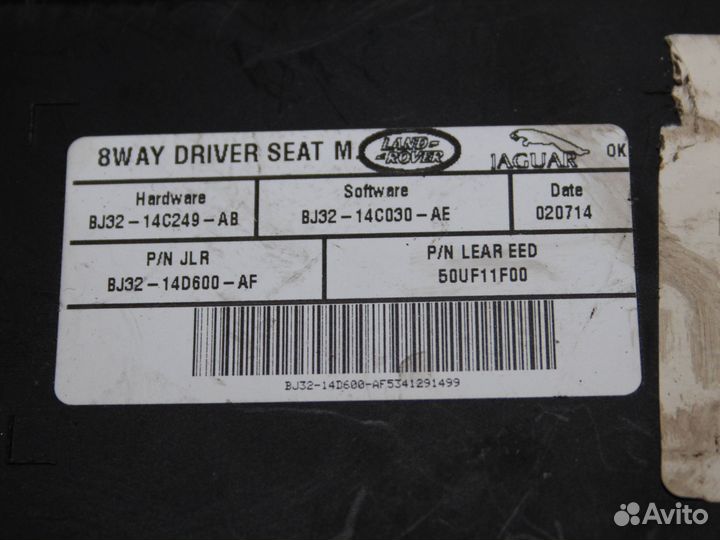 8WAY DRIVER SEAT M. LAND-ROVER JAGUAR OK
Hardware Software Date
BJ32-14C249-AB BJ32-14C030-AE 020714
P/N JLR P/N LEAR EED
BJ32-14D600-AF 50UF11F00
BJ32-14D600-AF5341291499
Avito